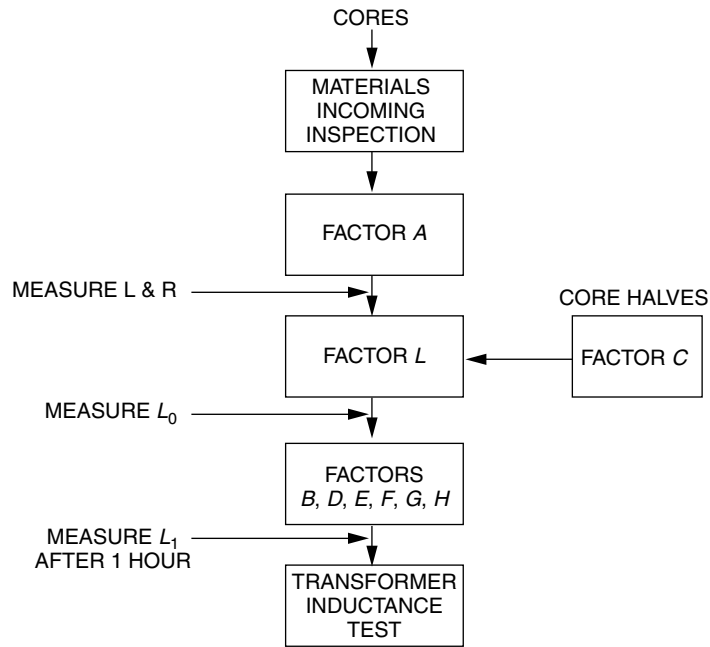 CORES
MATERIALS
INCOMING
INSPECTION
FACTOR A
MEASURE L & R
CORE HALVES
FACTOR L
FACTOR C
MEASURE L₀
FACTORS
B, D, E, F, G, H
MEASURE L₁
AFTER 1 HOUR
TRANSFORMER
INDUCTANCE
TEST